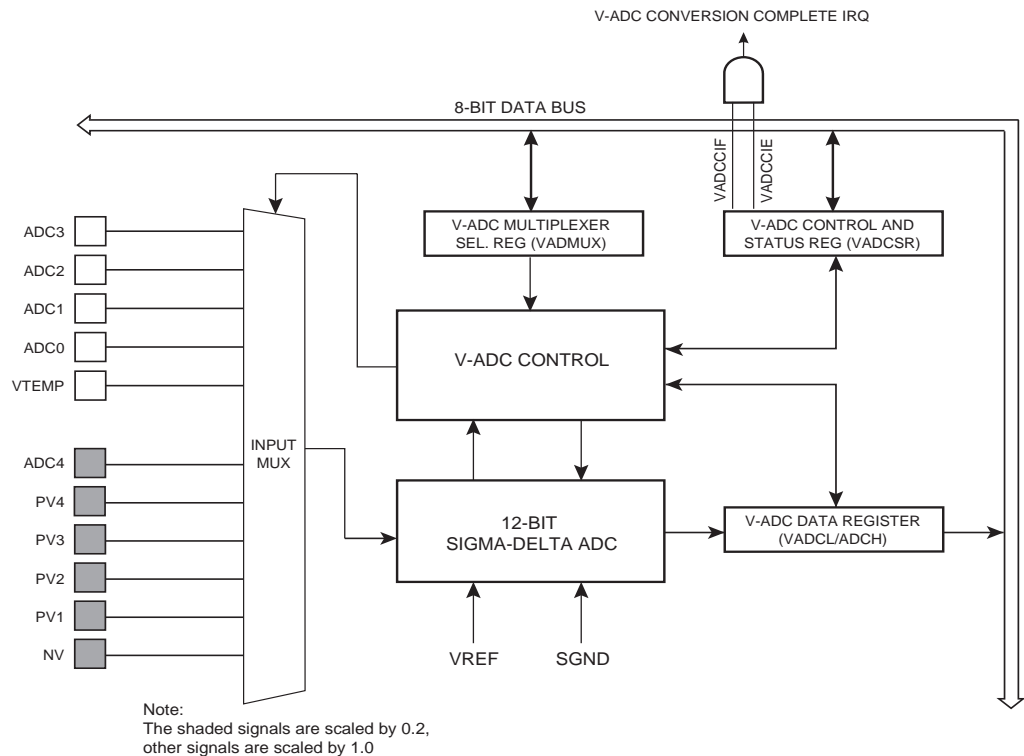 V-ADC CONVERSION COMPLETE IRQ
8-BIT DATA BUS
VADCCIF
VADCCIE
V-ADC MULTIPLEXER
SEL. REG (VADMUX)
V-ADC CONTROL AND
STATUS REG (VADCSR)
ADC3
ADC2
ADC1
ADC0
VTEMP
V-ADC CONTROL
INPUT
MUX
ADC4
PV4
PV3
PV2
PV1
NV
12-BIT
SIGMA-DELTA ADC
V-ADC DATA REGISTER
(VADCL/ADCH)
VREF
SGND
Note:
The shaded signals are scaled by 0.2,
other signals are scaled by 1.0